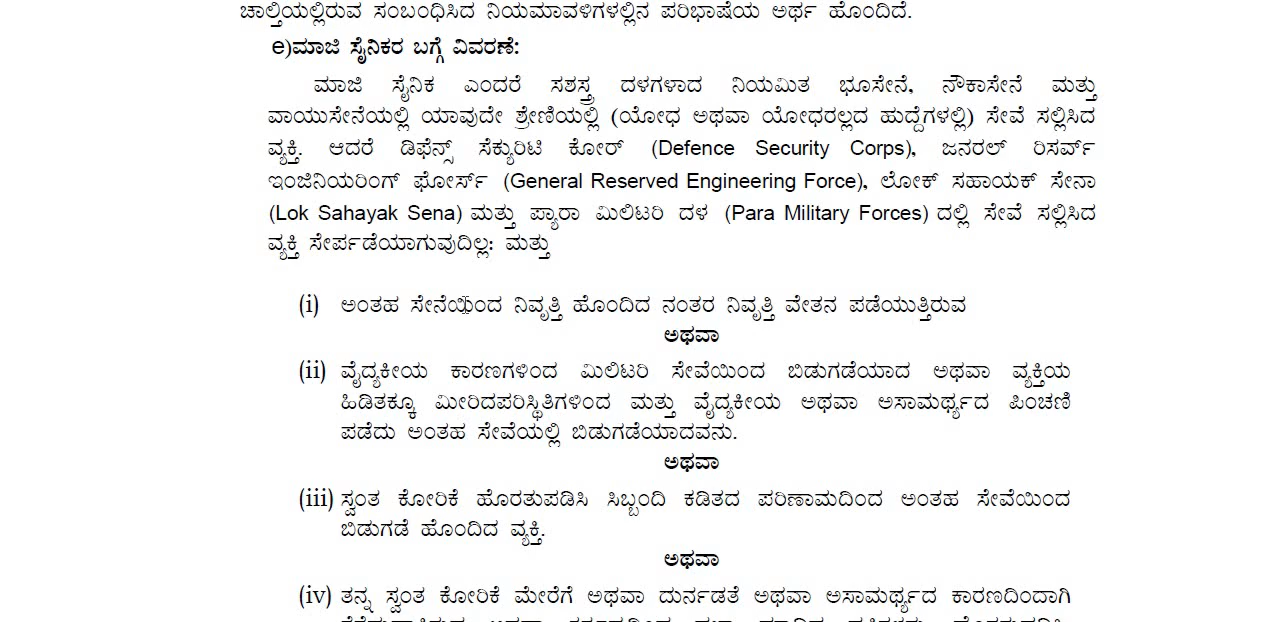 ಚಾಲ್ತಿಯಲ್ಲಿರುವ ಸಂಬಂಧಿಸಿದ ನಿಯಮಾವಳಿಗಳಲ್ಲಿನ ಪರಿಭಾಷೆಯ ಅರ್ಥ ಹೊಂದಿದೆ.
e)ಮಾಜಿ ಸೈನಿಕರ ಬಗ್ಗೆ ವಿವರಣೆ:
ಮಾಜಿ ಸೈನಿಕ ಎಂದರೆ ಸಶಸ್ತ್ರ ದಳಗಳಾದ ನಿಯಮಿತ ಭೂಸೇನೆ, ನೌಕಾಸೇನೆ ಮತ್ತು
ವಾಯುಸೇನೆಯಲ್ಲಿ ಯಾವುದೇ ಶ್ರೇಣಿಯಲ್ಲಿ (ಯೋಧ ಅಥವಾ ಯೋಧರಲ್ಲದ ಹುದ್ದೆಗಳಲ್ಲಿ) ಸೇವೆ ಸಲ್ಲಿಸಿದ
ವ್ಯಕ್ತಿ. ಆದರೆ ಡಿಫೆನ್ಸ್ ಸೆಕ್ಯುರಿಟಿ ಕೋರ್ (Defence Security Corps), ಜನರಲ್ ರಿಸರ್ವ್
ಇಂಜಿನಿಯರಿಂಗ್ ಫೋರ್ಸ್ (General Reserved Engineering Force), ಲೋಕ್ ಸಹಾಯಕ್ ಸೇನಾ
(Lok Sahayak Sena) ಮತ್ತು ಪ್ಯಾರಾ ಮಿಲಿಟರಿ ದಳ (Para Military Forces) ದಲ್ಲಿ ಸೇವೆ ಸಲ್ಲಿಸಿದ
ವ್ಯಕ್ತಿ ಸೇರ್ಪಡೆಯಾಗುವುದಿಲ್ಲ: ಮತ್ತು
(i) ಅಂತಹ ಸೇನೆಯಿಂದ ನಿವೃತ್ತಿ ಹೊಂದಿದ ನಂತರ ನಿವೃತ್ತಿ ವೇತನ ಪಡೆಯುತ್ತಿರುವ
ಅಥವಾ
(ii) ವೈದ್ಯಕೀಯ ಕಾರಣಗಳಿಂದ ಮಿಲಿಟರಿ ಸೇವೆಯಿಂದ ಬಿಡುಗಡೆಯಾದ ಅಥವಾ ವ್ಯಕ್ತಿಯ
ಹಿಡಿತಕ್ಕೂ ಮೀರಿದಪರಿಸ್ಥಿತಿಗಳಿಂದ ಮತ್ತು ವೈದ್ಯಕೀಯ ಅಥವಾ ಅಸಾಮರ್ಥ್ಯದ ಪಿಂಚಣಿ
ಪಡೆದು ಅಂತಹ ಸೇವೆಯಲ್ಲಿ ಬಿಡುಗಡೆಯಾದವನು.
ಅಥವಾ
(iii) ಸ್ವಂತ ಕೋರಿಕೆ ಹೊರತುಪಡಿಸಿ ಸಿಬ್ಬಂದಿ ಕಡಿತದ ಪರಿಣಾಮದಿಂದ ಅಂತಹ ಸೇವೆಯಿಂದ
ಬಿಡುಗಡೆ ಹೊಂದಿದ ವ್ಯಕ್ತಿ.
ಅಥವಾ
(iv) ತನ್ನ ಸ್ವಂತ ಕೋರಿಕೆ ಮೇರೆಗೆ ಅಥವಾ ದುರ್ನಡತೆ ಅಥವಾ ಅಸಾಮರ್ಥ್ಯದ ಕಾರಣದಿಂದಾಗಿ